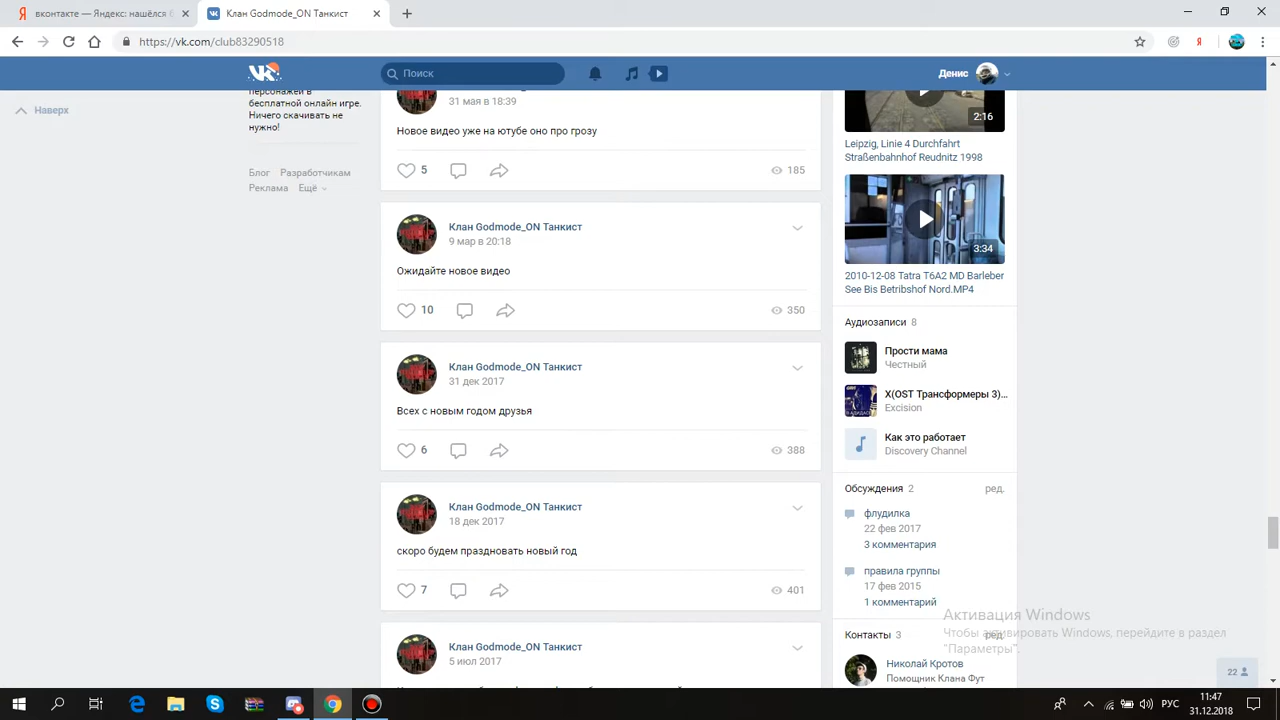 вконтакте — Яндекс: нашёлся б
Клан Godmode_ON Танкист
https://vk.com/club83290518
Поиск
Денис
Наверх
персонажей в
бесплатной онлайн игре.
Ничего скачивать не
нужно!
Блог Разработчикам
Реклама Ещё
31 мая в 18:39
Новое видео уже на ютубе оно про грозу
5
185
Клан Godmode_ON Танкист
9 мар в 20:18
Ожидайте новое видео
10
350
Клан Godmode_ON Танкист
31 дек 2017
Всех с новым годом друзья
6
388
Клан Godmode_ON Танкист
18 дек 2017
скоро будем праздновать новый год
7
401
Клан Godmode_ON Танкист
5 июл 2017
2:16
Leipzig, Linie 4 Durchfahrt
Straßenbahnhof Reudnitz 1998
3:34
2010-12-08 Tatra T6A2 MD Barleber
See Bis Betribshof Nord.MP4
Аудиозаписи 8
Прости мама
Честный
X(OST Трансформеры 3)...
Excision
Как это работает
Discovery Channel
Обсуждения 2 ред.
флудилка
22 фев 2017
3 комментария
правила группы
17 фев 2015
1 комментарий
Контакты 3 ред.
Николай Кротов
Помощник Клана Фут
Активация Windows
Чтобы активировать Windows, перейдите в раздел
"Параметры".
22
РУС
11:47
31.12.2018